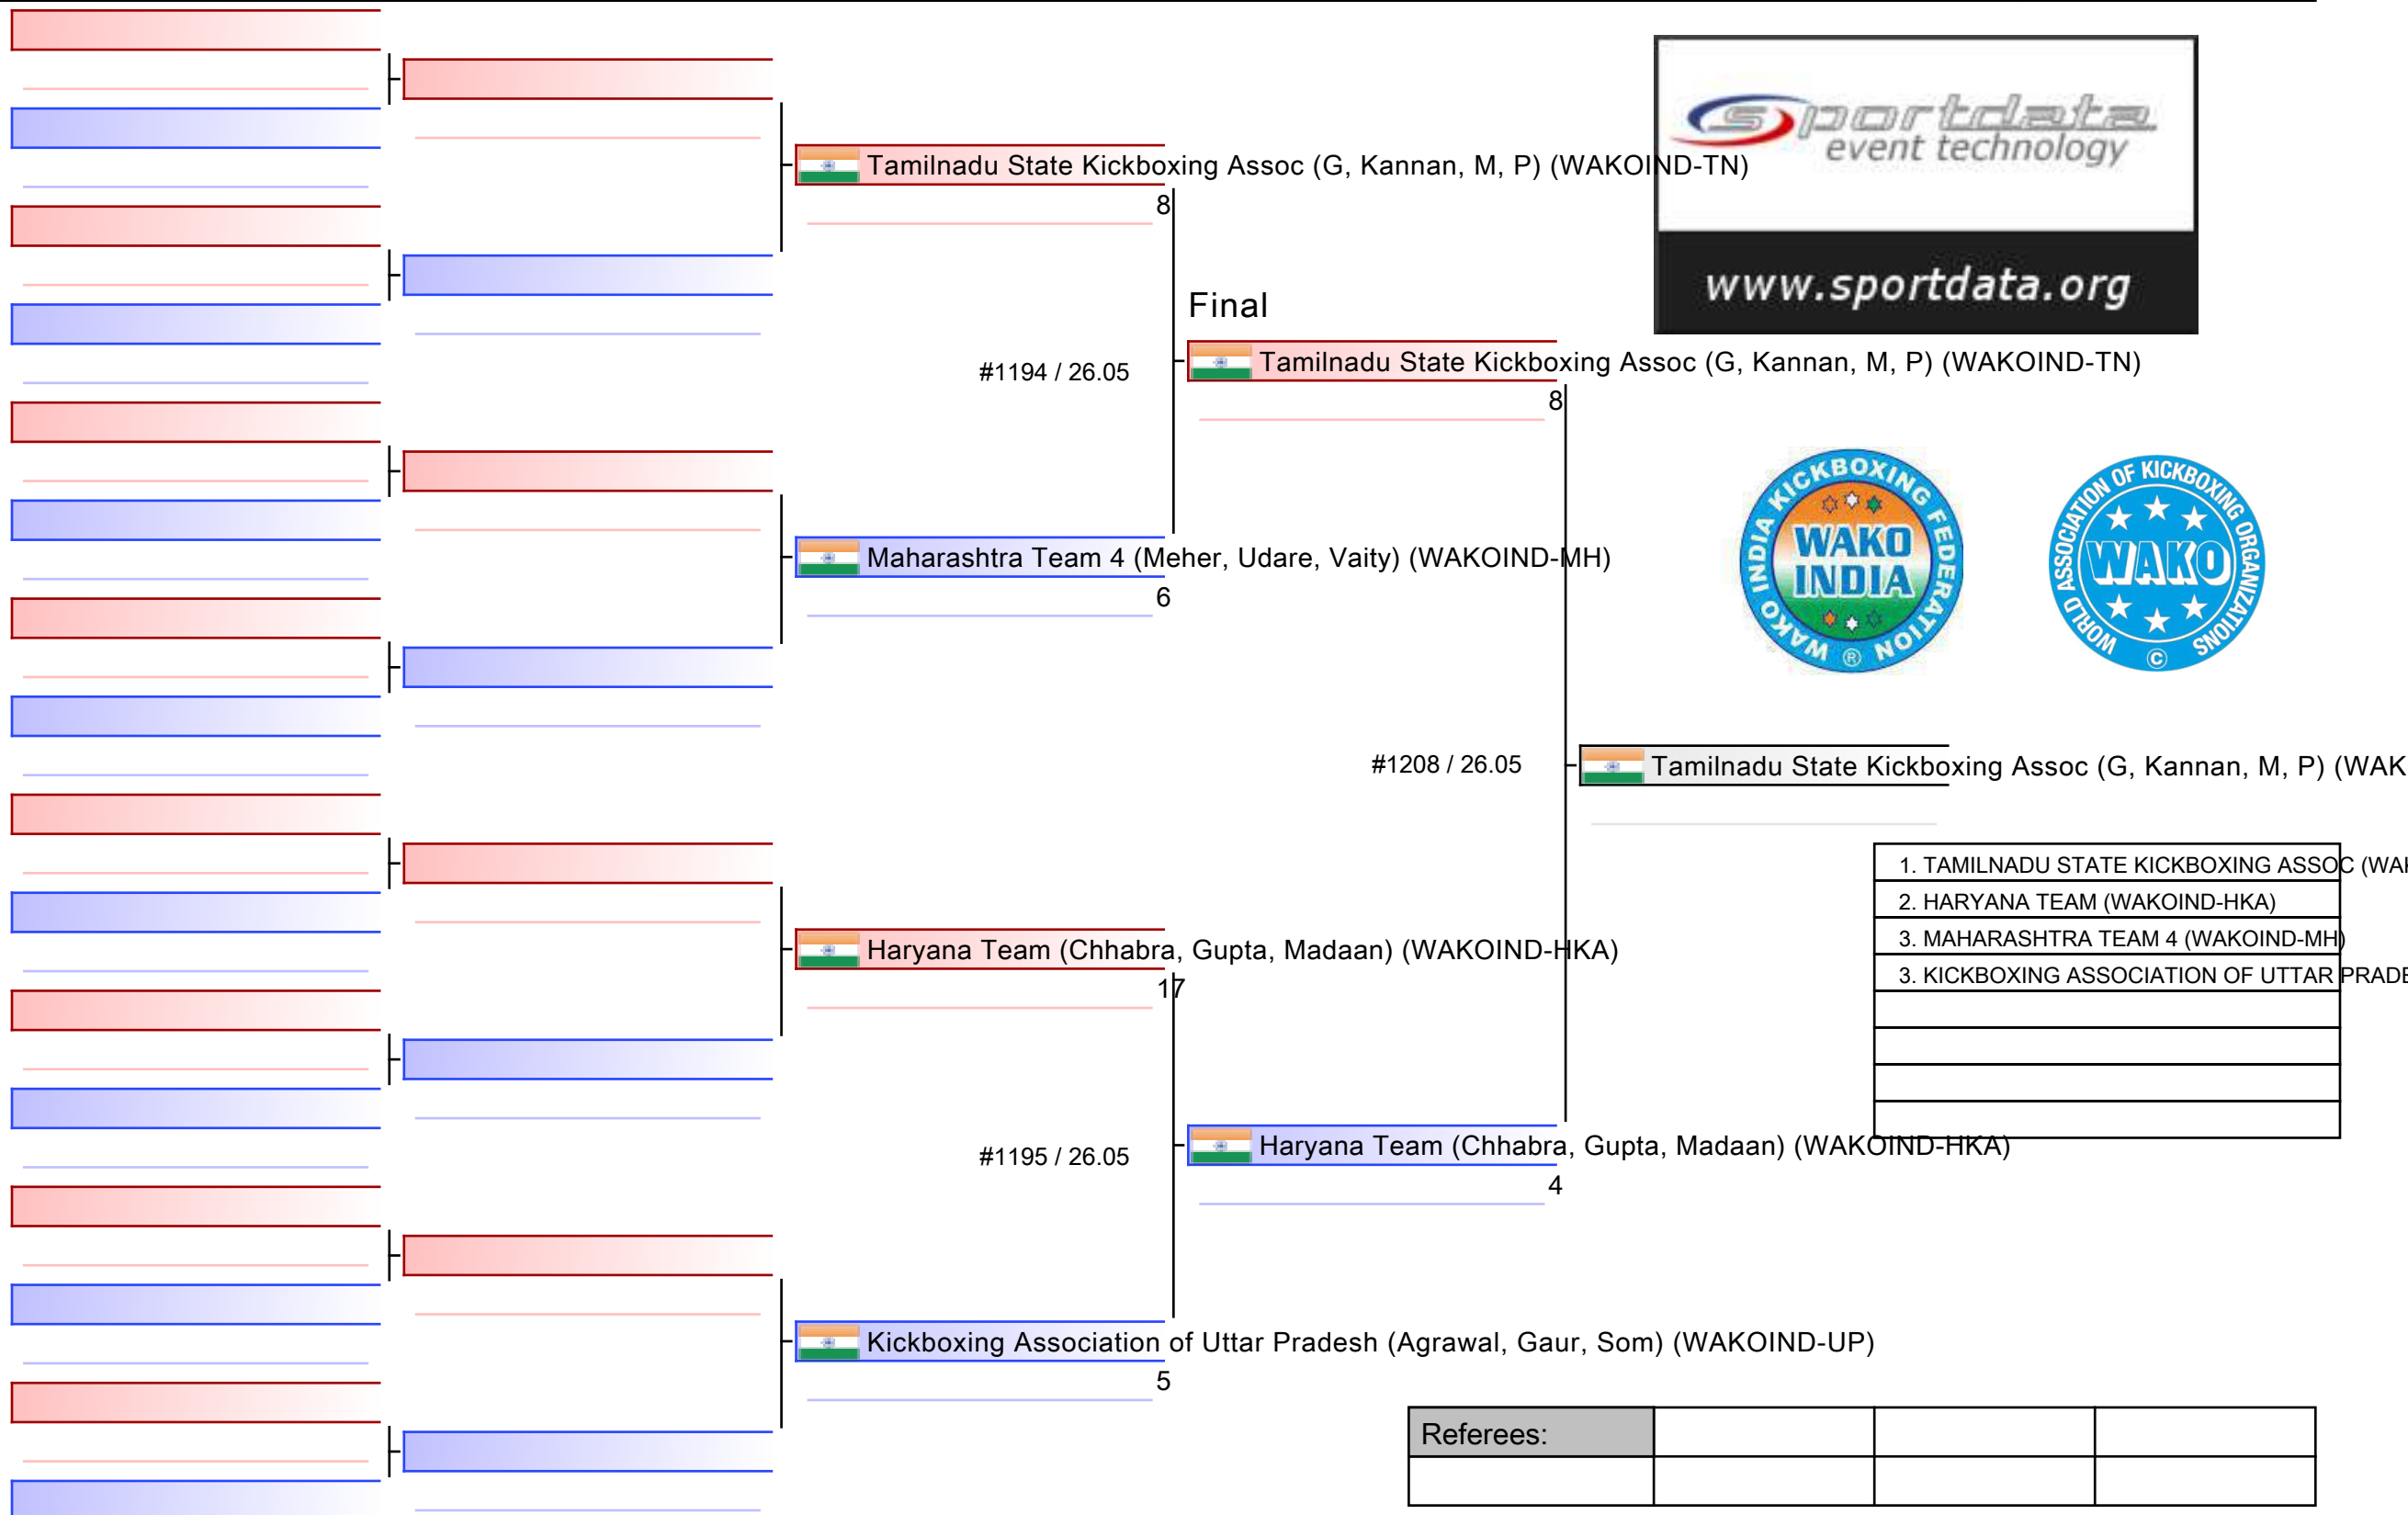 sportdata
event technology
www.sportdata.org
Tamilnadu State Kickboxing Assoc (G, Kannan, M, P) (WAKOIND-TN)
8
Final
#1194 / 26.05
Tamilnadu State Kickboxing Assoc (G, Kannan, M, P) (WAKOIND-TN)
8
WAKO INDIA KICKBOXING FEDERATION
WAKO
INDIA
®
WORLD ASSOCIATION OF KICKBOXING ORGANIZATIONS
WAKO
©
Maharashtra Team 4 (Meher, Udare, Vaity) (WAKOIND-MH)
6
#1208 / 26.05
Tamilnadu State Kickboxing Assoc (G, Kannan, M, P) (WAK
1. TAMILNADU STATE KICKBOXING ASSOC (WA
2. HARYANA TEAM (WAKOIND-HKA)
3. MAHARASHTRA TEAM 4 (WAKOIND-MH)
3. KICKBOXING ASSOCIATION OF UTTAR PRADE
Haryana Team (Chhabra, Gupta, Madaan) (WAKOIND-HKA)
17
#1195 / 26.05
Haryana Team (Chhabra, Gupta, Madaan) (WAKOIND-HKA)
4
Kickboxing Association of Uttar Pradesh (Agrawal, Gaur, Som) (WAKOIND-UP)
5
Referees: